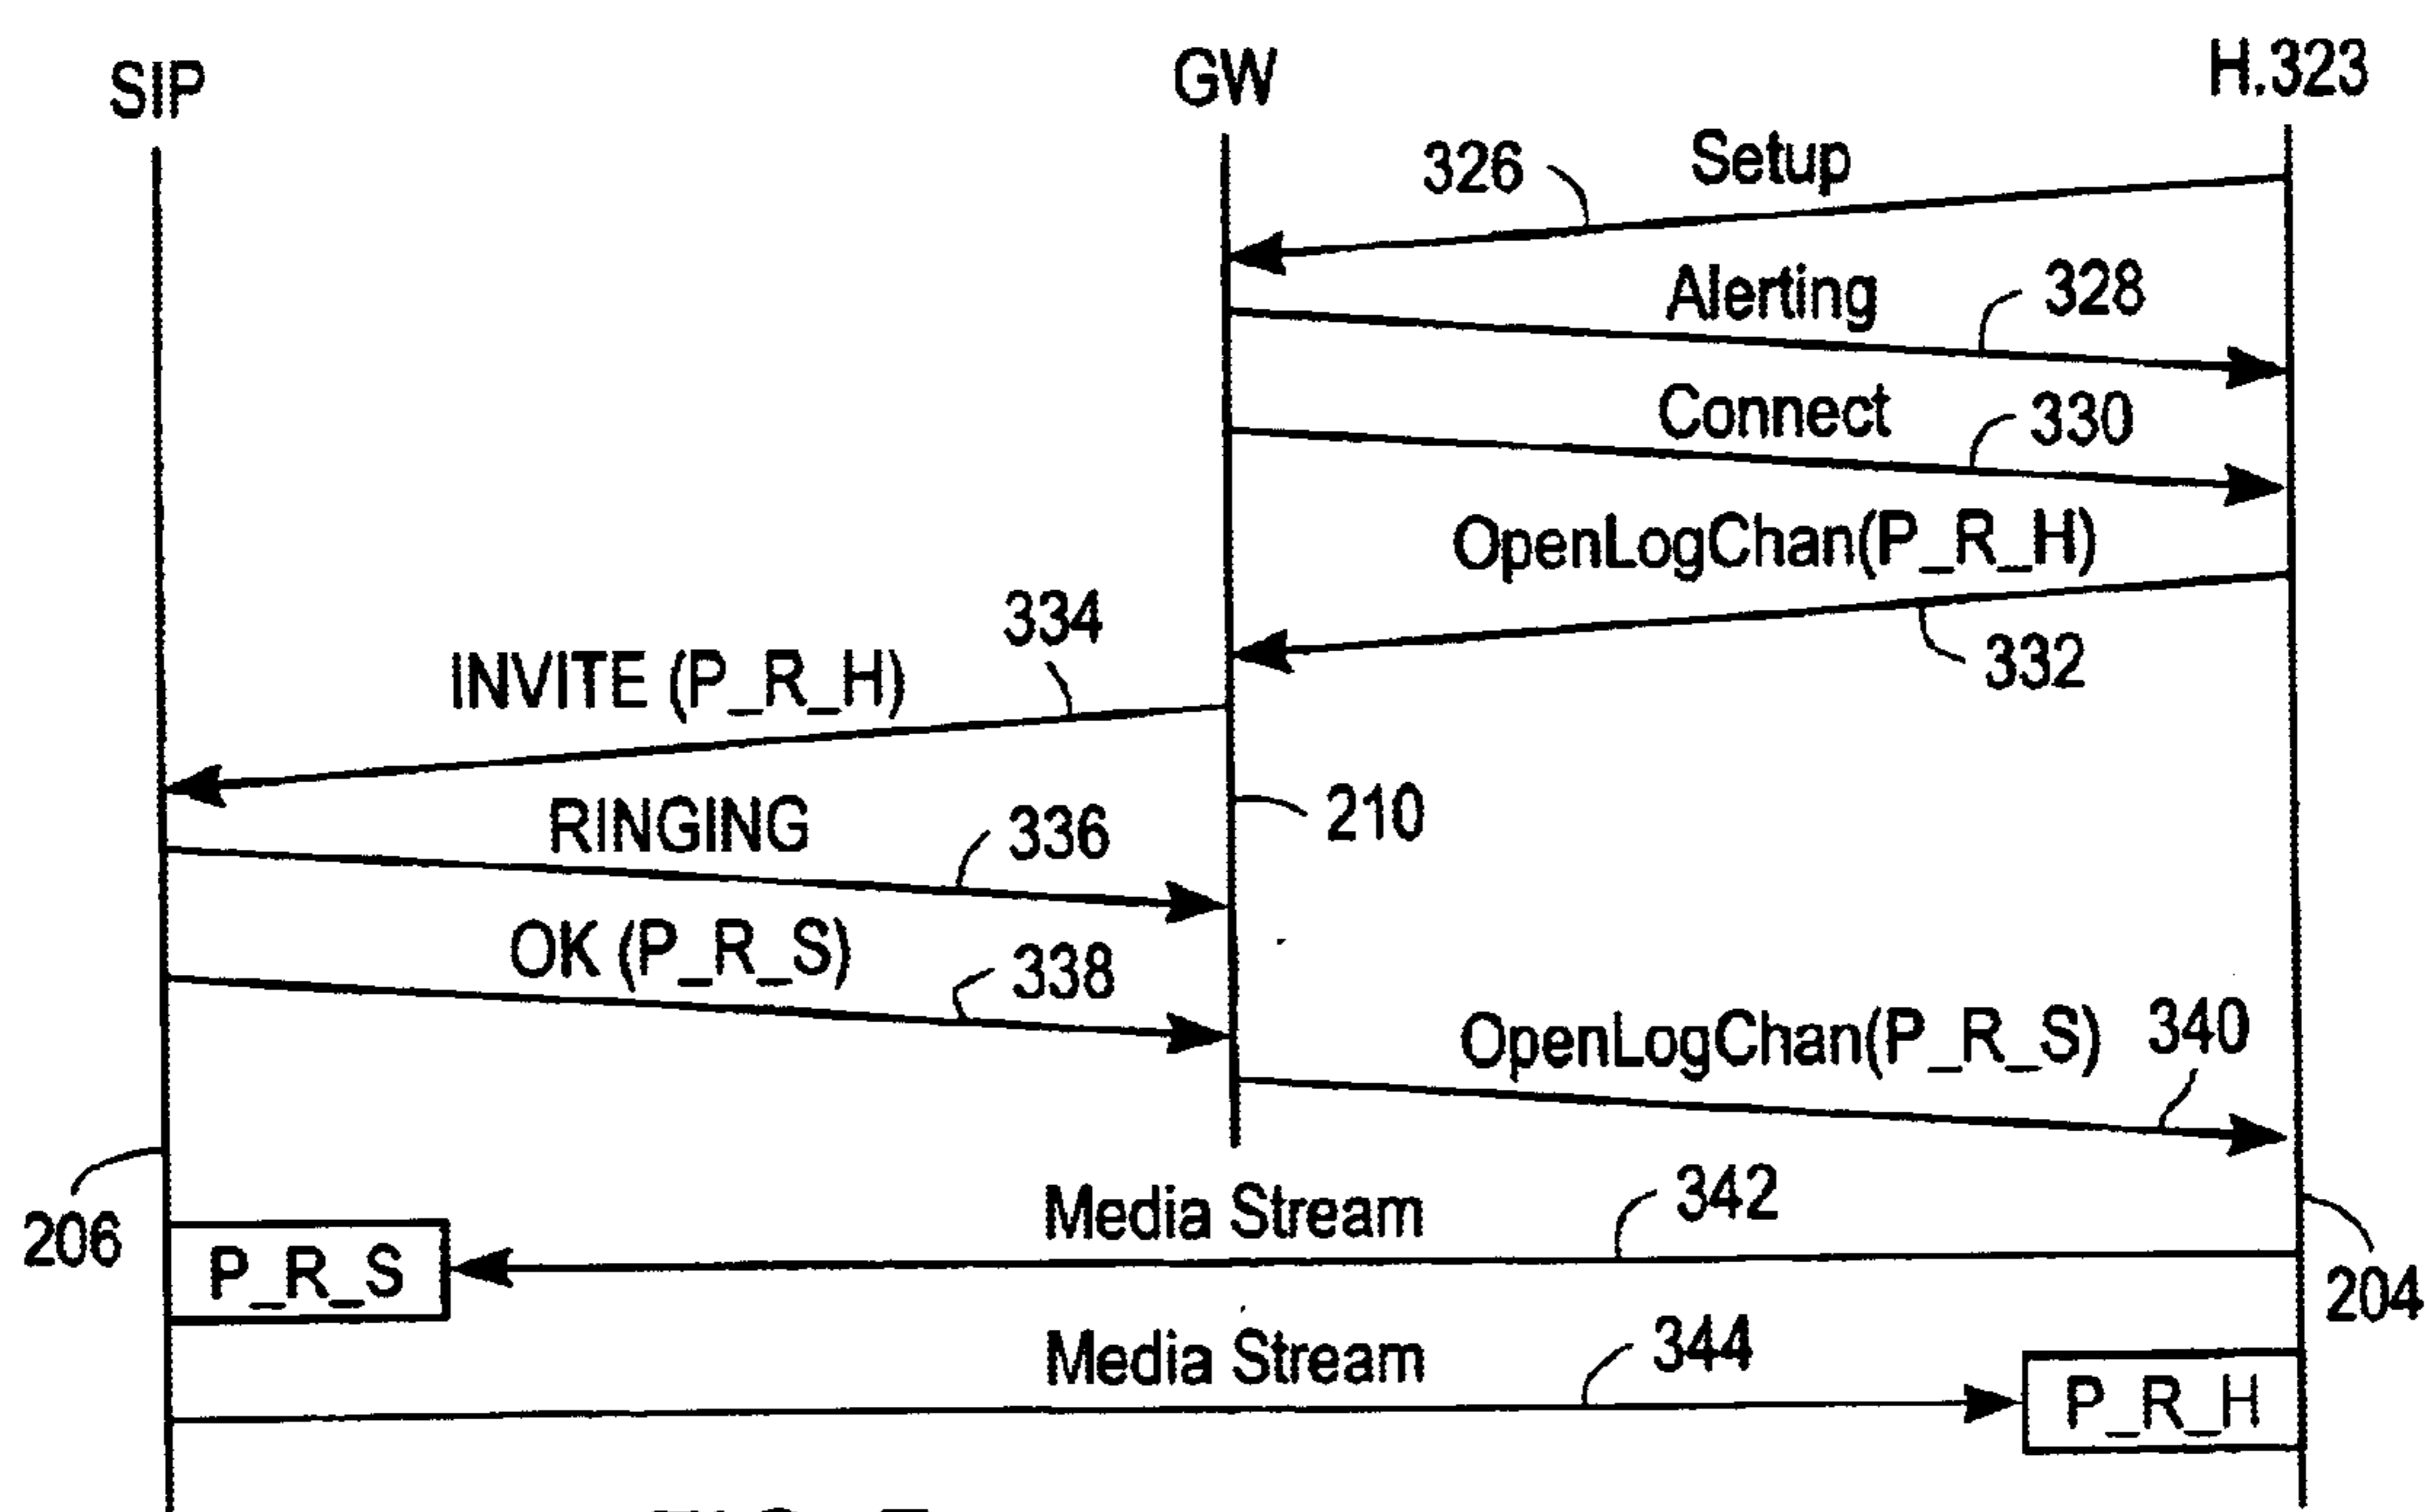 SIP
GW
H.323
326
Setup
Alerting
328
Connect
330
OpenLogChan(P_R_H)
332
334
INVITE (P_R_H)
210
RINGING
336
OK (P_R_S)
338
OpenLogChan(P_R_S)
340
206
Media Stream
342
P_R_S
204
Media Stream
344
P_R_H